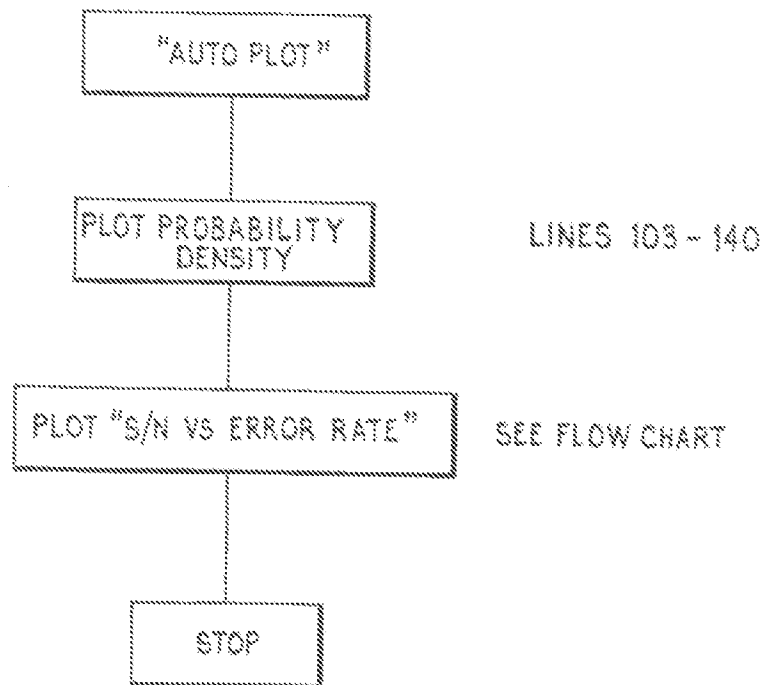 "AUTO PLOT"
PLOT PROBABILITY
DENSITY
LINES 103 - 140
PLOT "S/N VS ERROR RATE"
SEE FLOW CHART
STOP